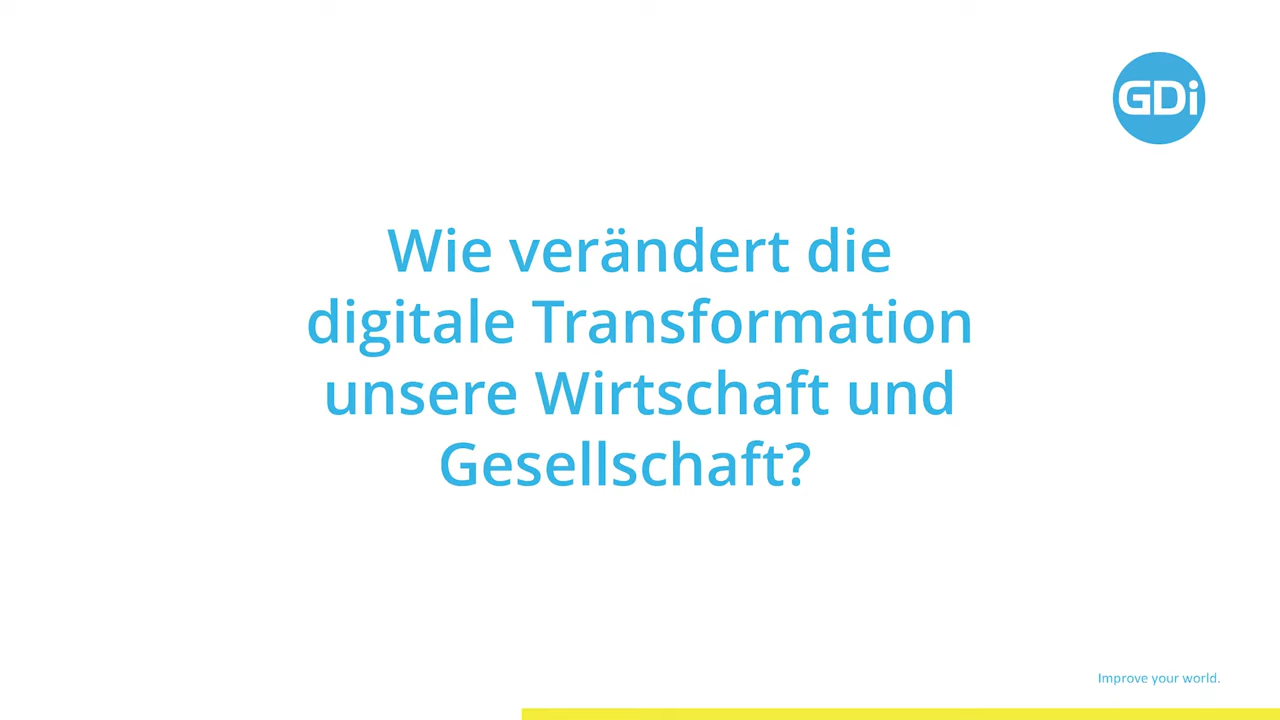 GDi
Wie verändert die
digitale Transformation
unsere Wirtschaft und
Gesellschaft?
Improve your world.